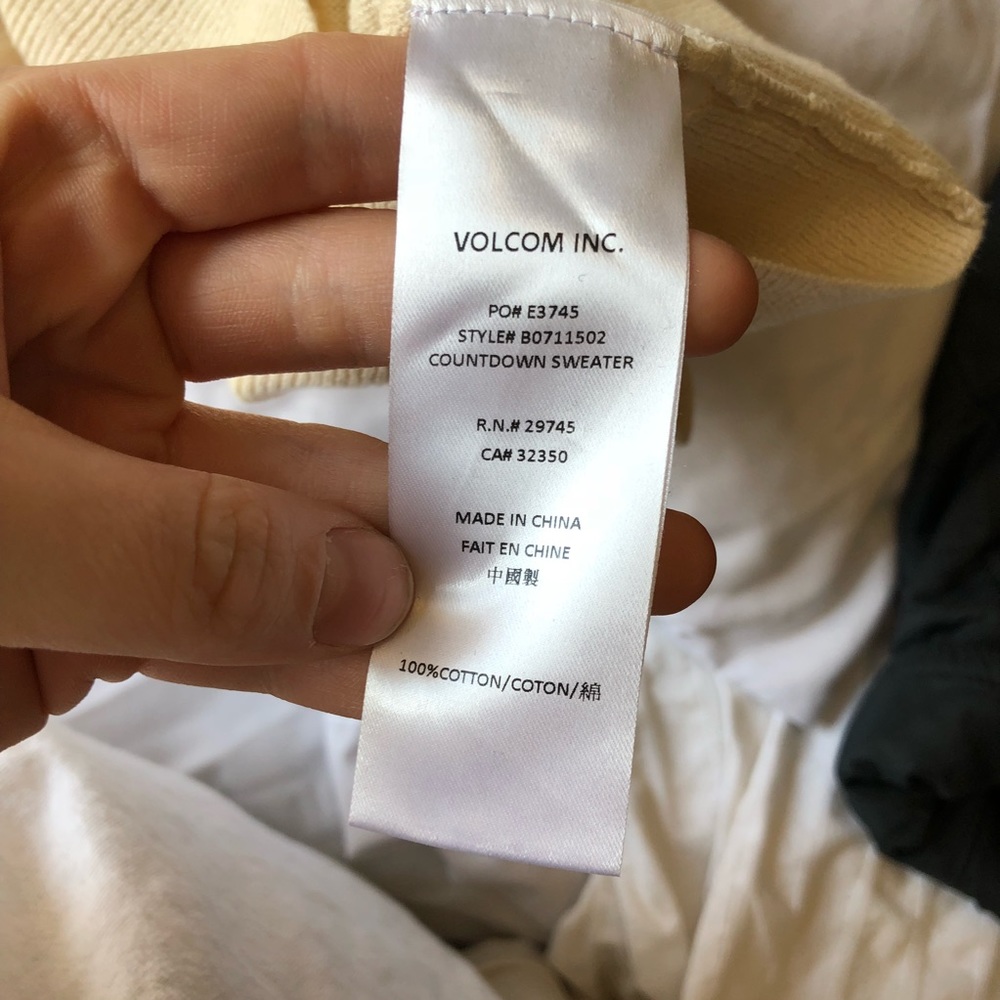 VOLCOM INC.
PO# E3745
STYLE# B0711502
COUNTDOWN SWEATER
R.N.# 29745
CA# 32350
MADE IN CHINA
FAIT EN CHINE
中國製
100%COTTON/COTON/綿